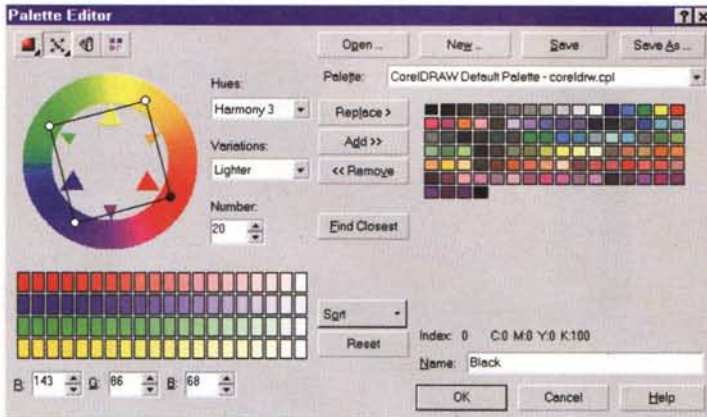 Palette Editor
Open ... New ... Save Save As ...
Hues: Palette: CorelDRAW Default Palette - coreldrw.cpl
Harmony 3 Replace >
Variations: Add >>
Lighter << Remove
Number:
20 Find Closest
Sort
Reset
Index: 0 C:0 M:0 Y:0 K:100
Name: Black
R: 143 G: 86 B: 68
OK Cancel Help